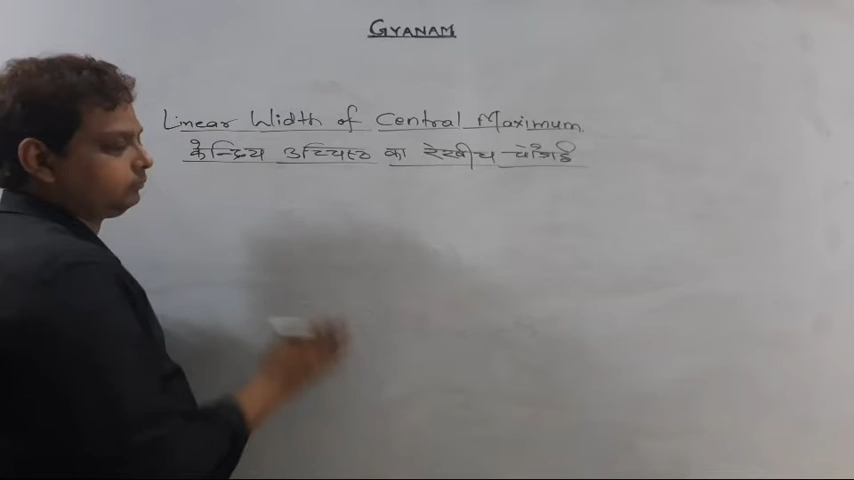 GYANAM
Linear Width of Central Maximum
केन्द्रिय उच्चिष्ठ का रेखीय चौड़ाई